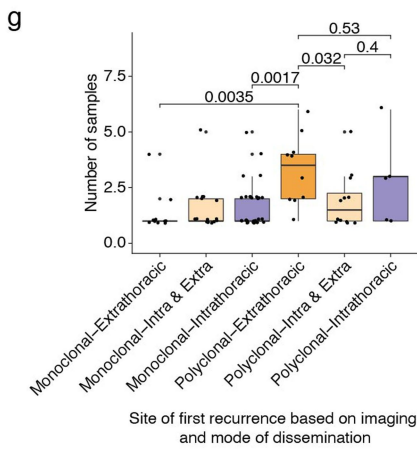 g
0.53
0.4
0.032
0.0017
0.0035
Number of samples
7.5
5.0
2.5
0.0
Monoclonal–Extrathoracic
Monoclonal–Intra & Extra
Monoclonal–Intrathoracic
Polyclonal–Extrathoracic
Polyclonal–Intra & Extra
Polyclonal–Intrathoracic
Site of first recurrence based on imaging
and mode of dissemination